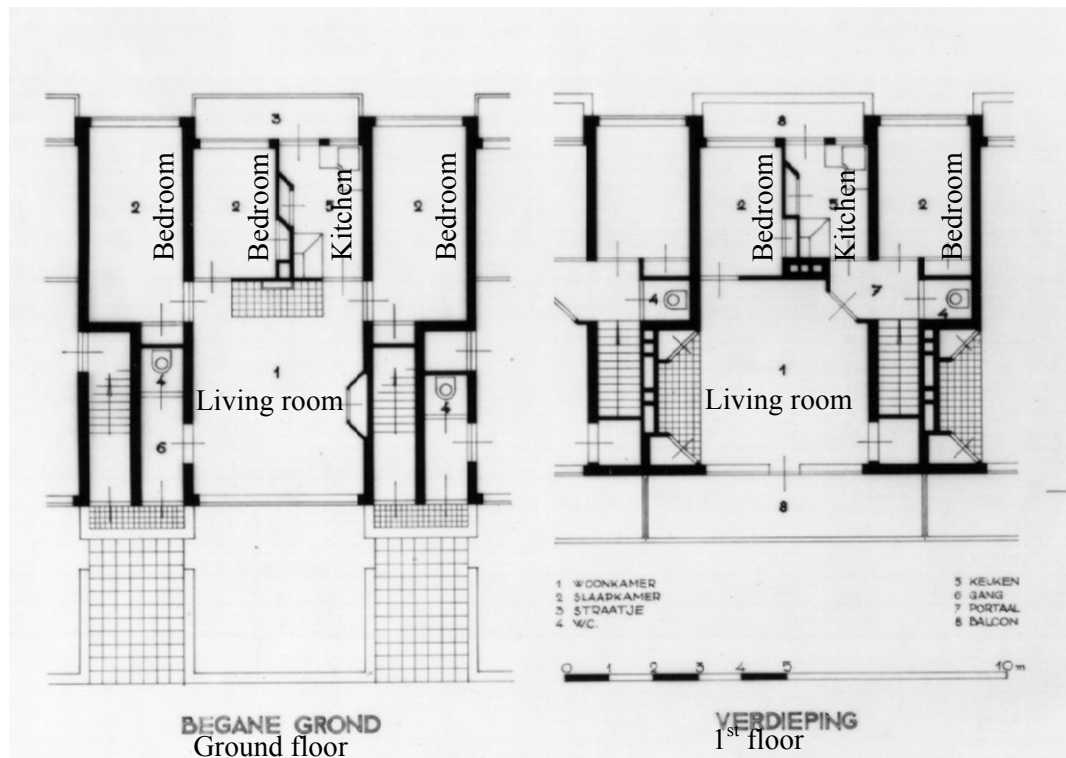 3
Bedroom
Bedroom
Kitchen
Bedroom
2
2
5
2
1
Living room
4
4
6
BEGANE GROND
Ground floor
8
Bedroom
Kitchen
Bedroom
2
5
2
4
7
4
1
Living room
8
1 WOONKAMER
2 SLAAPKAMER
3 STRAATJE
4 W.C.
5 KEUKEN
6 GANG
7 PORTAAL
8 BALCON
0 1 2 3 4 5 10 m
VERDIEPING
1st floor